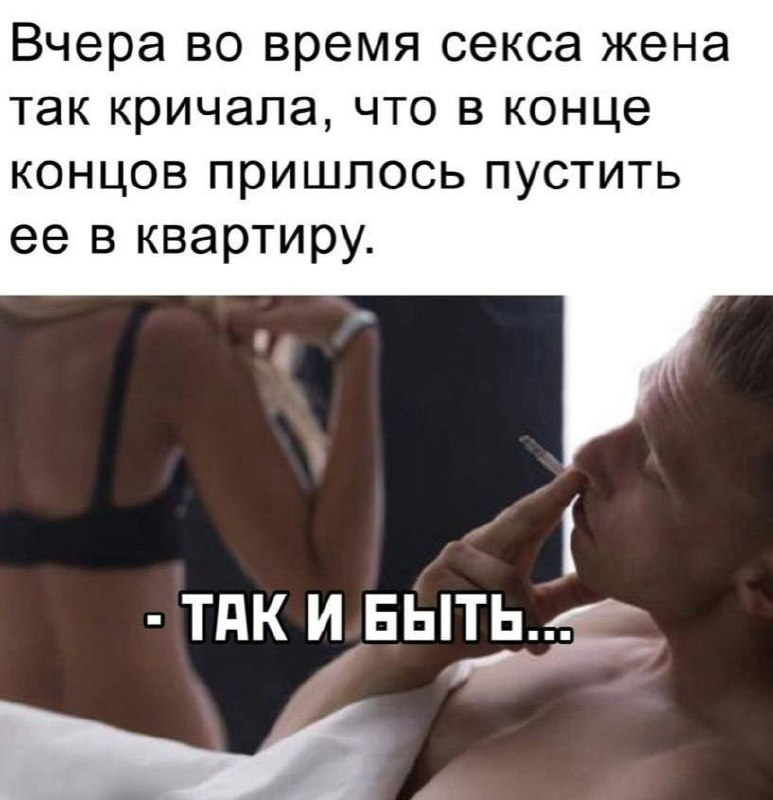 Вчера во время секса жена
так кричала, что в конце
концов пришлось пустить
ее в квартиру.
- ТАК И БЫТЬ...